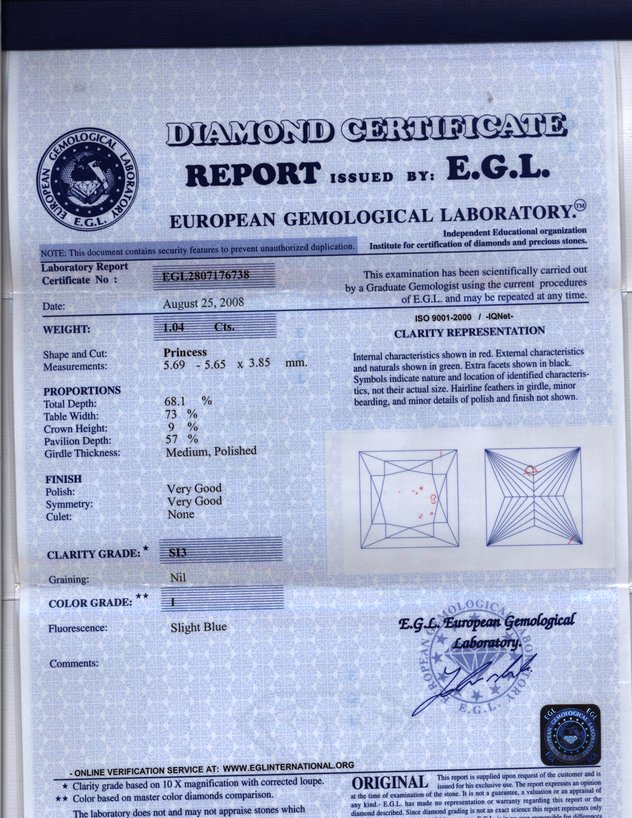 EUROPEAN GEMOLOGICAL LABORATORY
E.G.L.
DIAMOND CERTIFICATE
REPORT ISSUED BY: E.G.L.
EUROPEAN GEMOLOGICAL LABORATORY.™
Independent Educational organization
Institute for certification of diamonds and precious stones.
NOTE: This document contains security features to prevent unauthorized duplication.
Laboratory Report
Certificate No : EGL2807176738
Date: August 25, 2008
WEIGHT: 1.04 Cts.
Shape and Cut: Princess
Measurements: 5.69 - 5.65 x 3.85 mm.
PROPORTIONS
Total Depth: 68.1 %
Table Width: 73 %
Crown Height: 9 %
Pavilion Depth: 57 %
Girdle Thickness: Medium, Polished
FINISH
Polish: Very Good
Symmetry: Very Good
Culet: None
CLARITY GRADE: ★ SI3
Graining: Nil
COLOR GRADE: ★★ I
Fluorescence: Slight Blue
Comments:
This examination has been scientifically carried out
by a Graduate Gemologist using the current procedures
of E.G.L. and may be repeated at any time.
ISO 9001-2000 / -IQNet-
CLARITY REPRESENTATION
Internal characteristics shown in red. External characteristics
and naturals shown in green. Extra facets shown in black.
Symbols indicate nature and location of identified characteris-
tics, not their actual size. Hairline feathers in girdle, minor
bearding, and minor details of polish and finish not shown.
E.G.L. European Gemological
Laboratory.
EUROPEAN GEMOLOGICAL LABORATORY
E.G.L.
EGL EGL
- ONLINE VERIFICATION SERVICE AT: WWW.EGLINTERNATIONAL.ORG
★ Clarity grade based on 10 X magnification with corrected loupe.
★★ Color based on master color diamonds comparison.
The laboratory does not and may not appraise stones which
ORIGINAL This report is supplied upon request of the customer and is
issued for his exclusive use. The report expresses an opinion
at the time of examination of the stone. It is not a guarantee, a valuation or an appraisal of
any kind.- E.G.L. has made no representation or warranty regarding this report or the
diamond described. Since diamond grading is not an exact science this report represents only